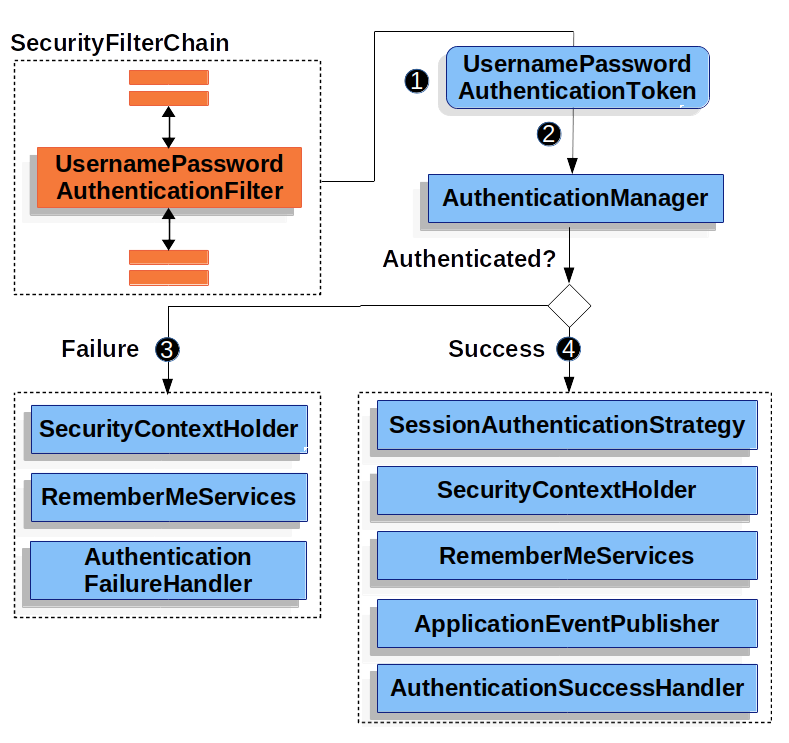 SecurityFilterChain
UsernamePassword
AuthenticationFilter
1
UsernamePassword
AuthenticationToken
2
AuthenticationManager
Authenticated?
Failure 3
SecurityContextHolder
RememberMeServices
Authentication
FailureHandler
Success 4
SessionAuthenticationStrategy
SecurityContextHolder
RememberMeServices
ApplicationEventPublisher
AuthenticationSuccessHandler